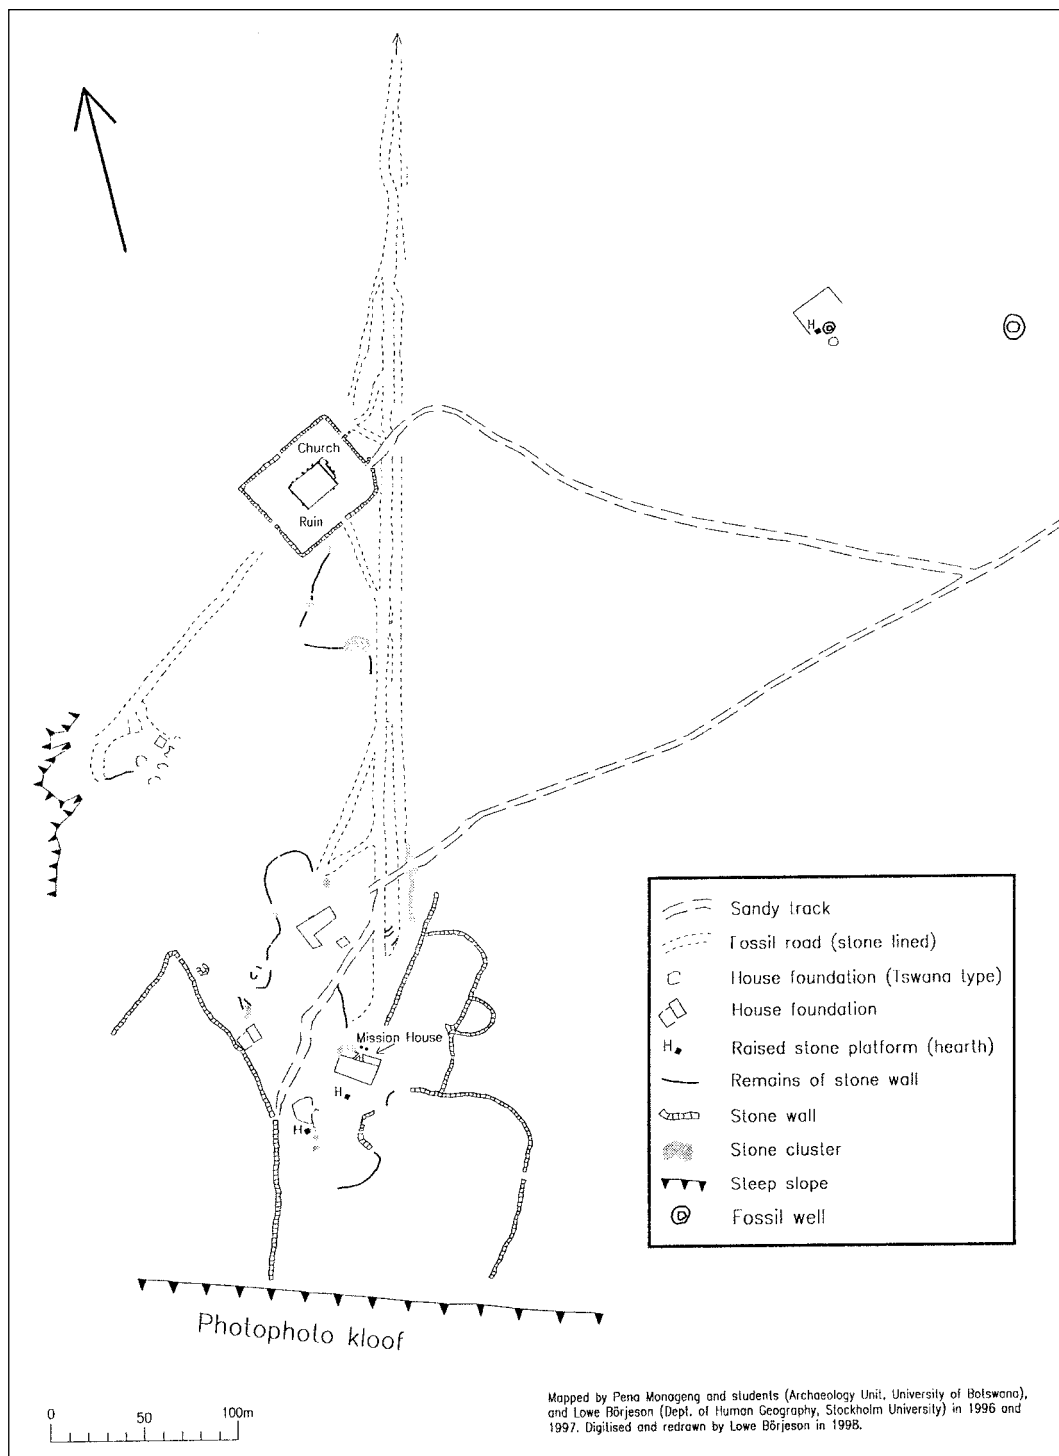 H
Church
Ruin
Mission House
H
H
Sandy track
Fossil road (stone lined)
House foundation (Tswana type)
House foundation
H
Raised stone platform (hearth)
Remains of stone wall
Stone wall
Stone cluster
Steep slope
Fossil well
Photopholo kloof
0 50 100m
Mapped by Pena Monageng and students (Archaeology Unit, University of Botswana),
and Lowe Börjeson (Dept. of Human Geography, Stockholm University) in 1996 and
1997. Digitised and redrawn by Lowe Börjeson in 1998.